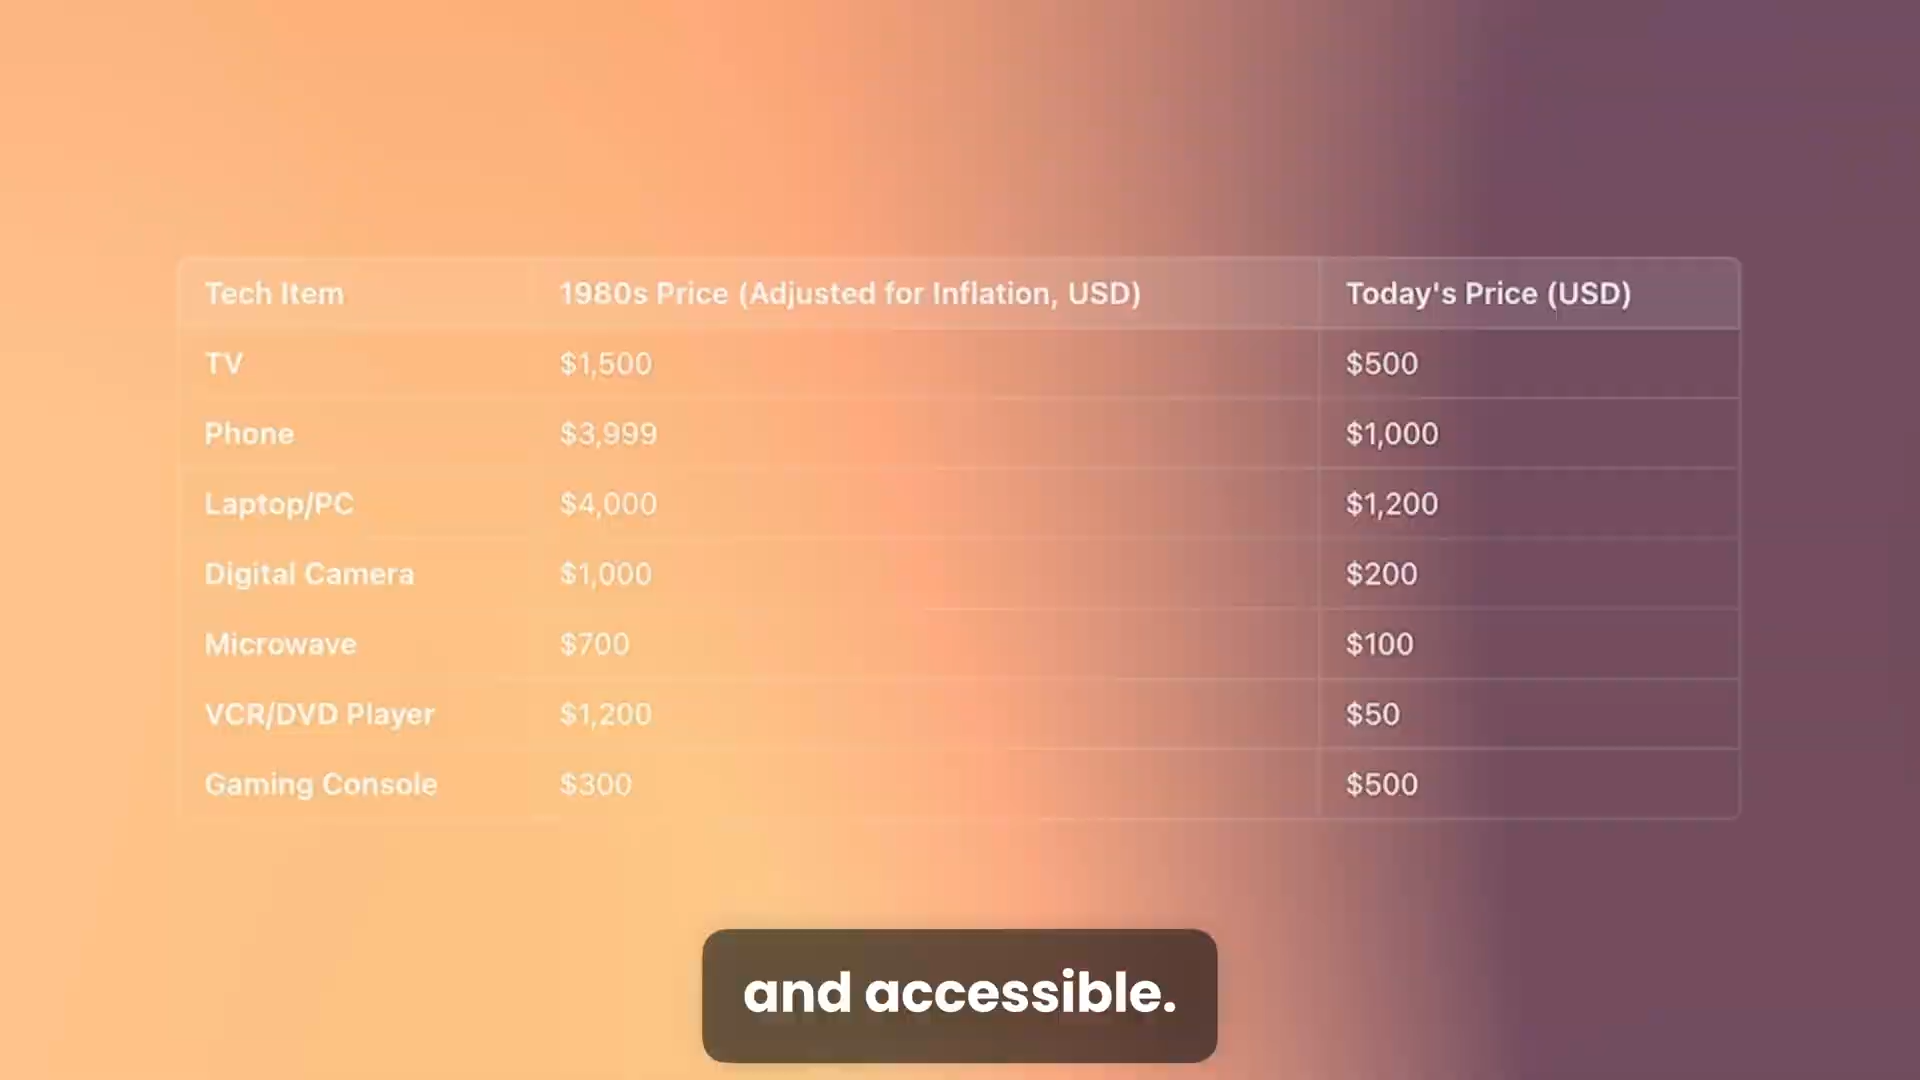 Tech Item 1980s Price (Adjusted for Inflation, USD) Today's Price (USD)
TV $1,500 $500
Phone $3,999 $1,000
Laptop/PC $4,000 $1,200
Digital Camera $1,000 $200
Microwave $700 $100
VCR/DVD Player $1,200 $50
Gaming Console $300 $500
and accessible.